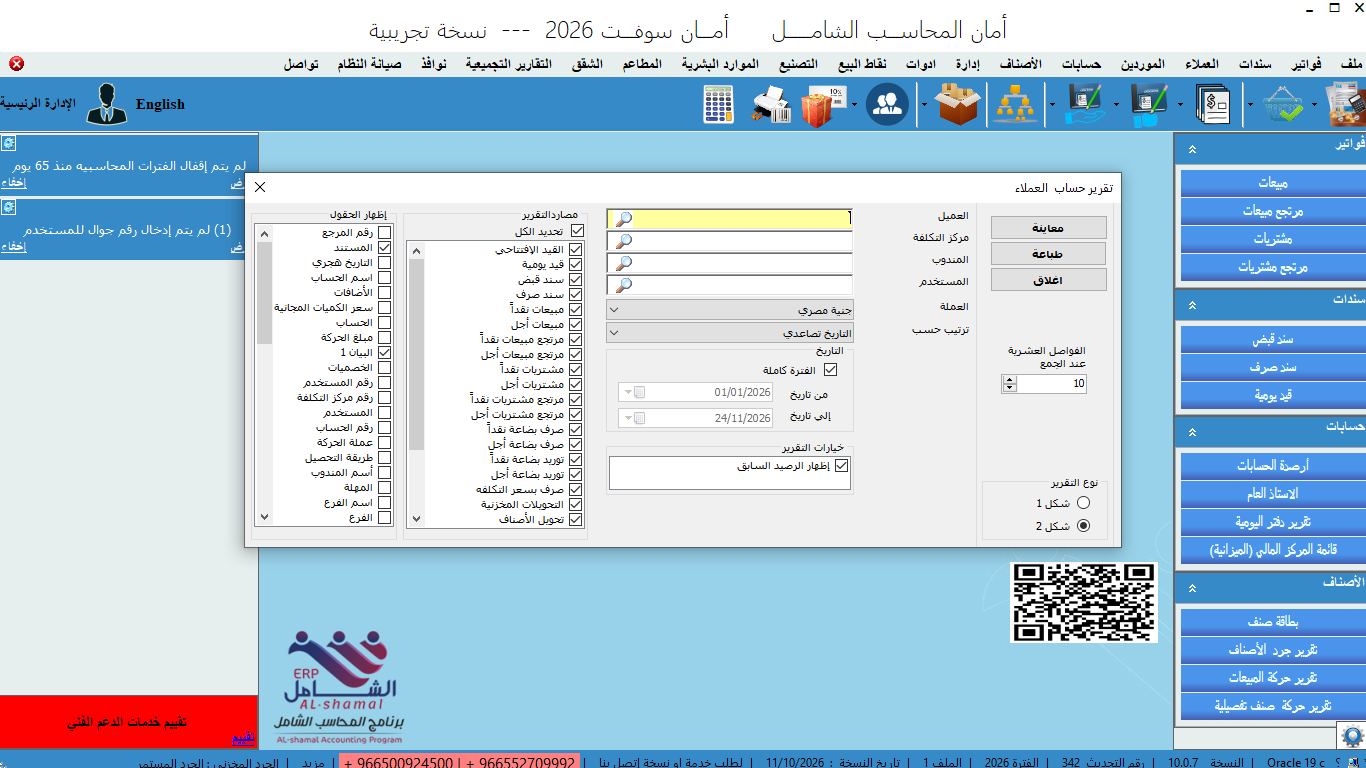 أمان المحاســب الشامـــل أمــان سوفــت 2026 --- نسخة تجريبية
ملف فواتير سندات العملاء الموردين حسابات الأصناف إدارة ادوات نقاط البيع التصنيع الموارد البشرية المطاعم الشقق التقارير التجميعية نوافذ صيانة النظام تواصل
English
الإدارة الرئيسية
فواتير
مبيعات
مرتجع مبيعات
مشتريات
مرتجع مشتريات
سندات
سند قبض
سند صرف
قيد يومية
حسابات
أرصدة الحسابات
الاستاذ العام
تقرير دفتر اليومية
قائمة المركز المالي (الميزانية)
الأصناف
بطاقة صنف
تقرير جرد الأصناف
تقرير حركة المبيعات
تقرير حركة صنف تفصيلية
تقرير حساب العملاء
معاينة
طباعة
اغلاق
الفواصل العشرية
عند الجمع
10
نوع التقرير
شكل 1
شكل 2
العميل
مركز التكلفة
المندوب
المستخدم
العملة
جنية مصري
ترتيب حسب
التاريخ تصاعدي
التاريخ
الفترة كاملة
من تاريخ
01/01/2026
إلى تاريخ
24/11/2026
خيارات التقرير
إظهار الرصيد السابق
مصادرالتقرير
تحديد الكل
القيد الإفتتاحي
قيد يومية
سند قبض
سند صرف
مبيعات نقداً
مبيعات أجل
مرتجع مبيعات نقداً
مرتجع مبيعات أجل
مشتريات نقداً
مشتريات أجل
مرتجع مشتريات نقداً
مرتجع مشتريات أجل
صرف بضاعة نقداً
صرف بضاعة أجل
توريد بضاعة نقداً
توريد بضاعة أجل
صرف بسعر التكلفه
التحويلات المخزنية
تحويل الأصناف
إظهار الحقول
رقم المرجع
المستند
التاريخ هجري
اسم الحساب
الأضافات
سعر الكميات المجانية
الحساب
مبلغ الحركة
البيان 1
الخصميات
رقم المستخدم
رقم مركز التكلفة
المستخدم
رقم الحساب
عملة الحركة
طريقة التحصيل
أسم المندوب
المهلة
اسم الفرع
الفرع
لم يتم إقفال الفترات المحاسبيه منذ 65 يوم
إخفاء
(1) لم يتم إدخال رقم جوال للمستخدم
إخفاء
ERP
الشامل
AL-shamal
برنامج المحاسب الشامل
AL-shamal Accounting Program
تقييم خدمات الدعم الفني
تقييم
Oracle 19 c | النسخة 10.0.7 | رقم التحديث 342 | الفترة 2026 | الملف 1 | تاريخ النسخة : 11/10/2026 | لطلب خدمة او نسخة إتصل بنا | + 966500924500 | + 966552709992 | مزيد | الجرد المخزني : الجرد المستمر